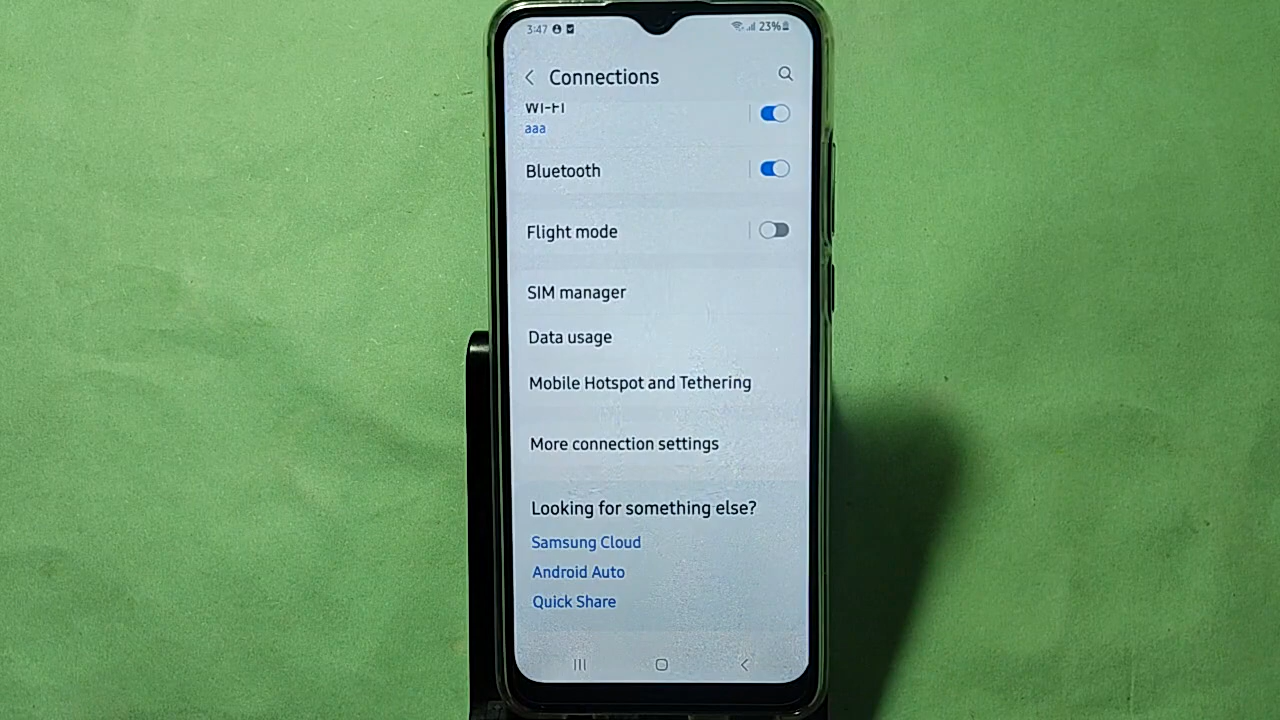 3:47
23%
Connections
Wi-Fi
aaa
Bluetooth
Flight mode
SIM manager
Data usage
Mobile Hotspot and Tethering
More connection settings
Looking for something else?
Samsung Cloud
Android Auto
Quick Share